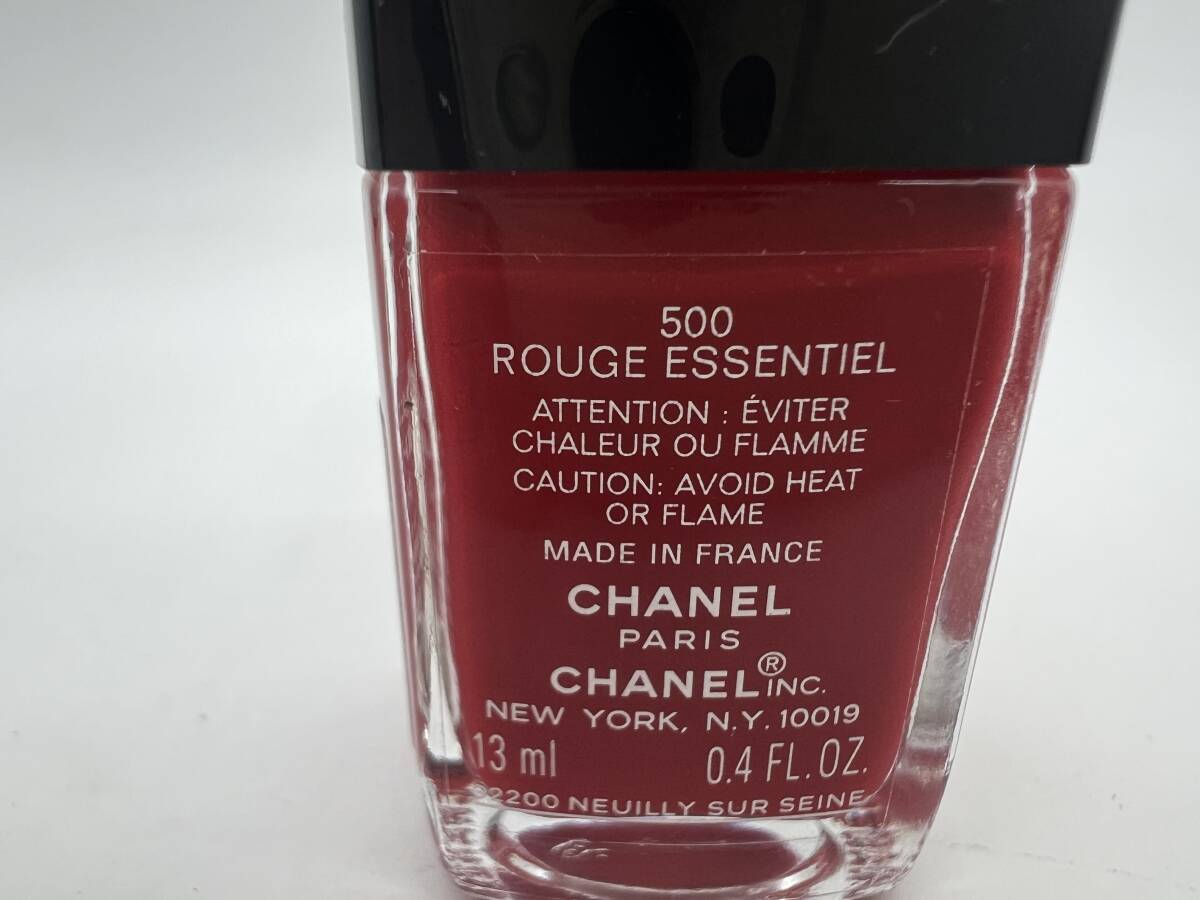 500
ROUGE ESSENTIEL
ATTENTION : ÉVITER
CHALEUR OU FLAMME
CAUTION: AVOID HEAT
OR FLAME
MADE IN FRANCE
CHANEL
PARIS
CHANEL® INC.
NEW YORK, N.Y. 10019
13 ml 0.4 FL. OZ.
92200 NEUILLY SUR SEINE